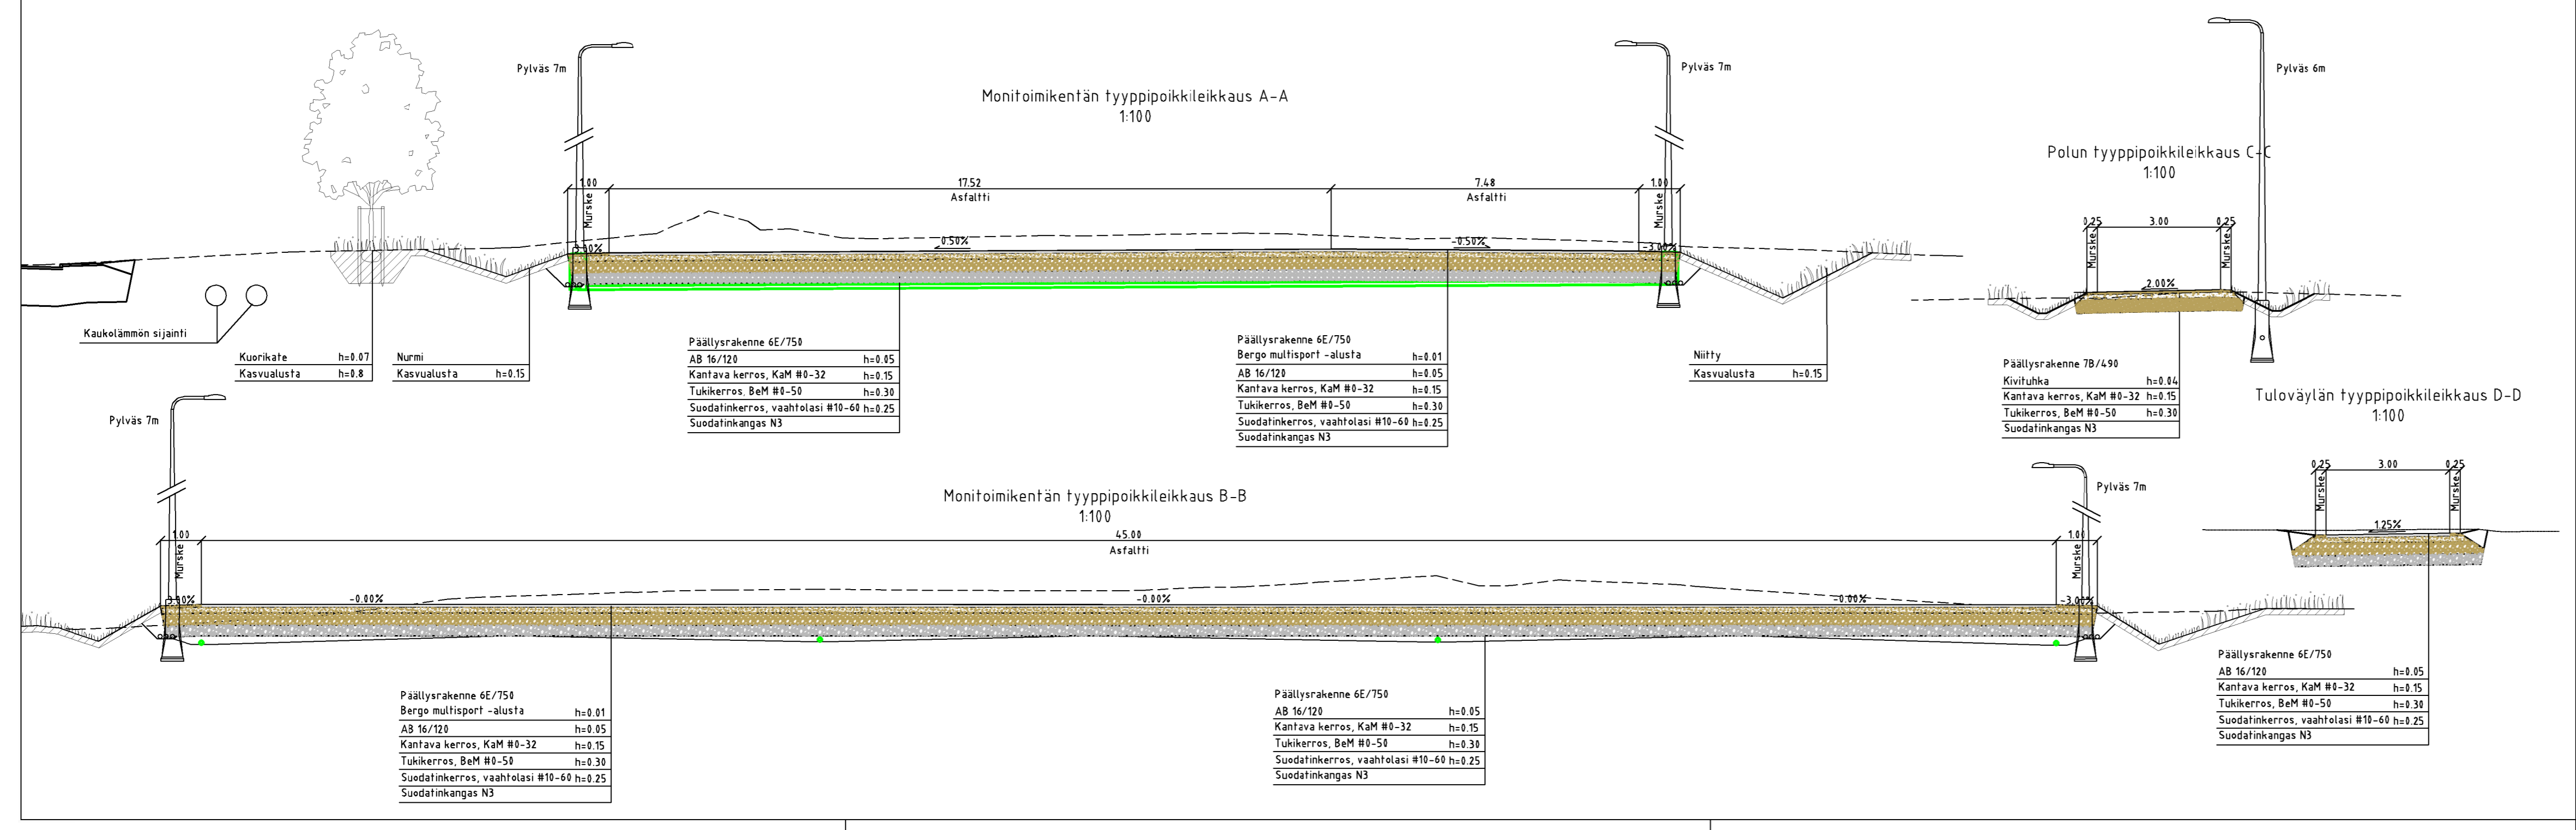 Monitoimikentän tyyppipoikkileikkaus A-A
1:100
Pylväs 7m
Pylväs 7m
1.00
Murske
17.52
Asfaltti
7.48
Asfaltti
1.00
Murske
3.00%
0.50%
-0.50%
-3.00%
Kaukolämmön sijainti
Kuorikate h=0.07
Kasvualusta h=0.8
Nurmi
Kasvualusta h=0.15
Päällysrakenne 6E/750
AB 16/120 h=0.05
Kantava kerros, KaM #0-32 h=0.15
Tukikerros, BeM #0-50 h=0.30
Suodatinkerros, vaahtolasi #10-60 h=0.25
Suodatinkangas N3
Päällysrakenne 6E/750
Bergo multisport -alusta h=0.01
AB 16/120 h=0.05
Kantava kerros, KaM #0-32 h=0.15
Tukikerros, BeM #0-50 h=0.30
Suodatinkerros, vaahtolasi #10-60 h=0.25
Suodatinkangas N3
Niitty
Kasvualusta h=0.15
Polun tyyppipoikkileikkaus C-C
1:100
Pylväs 6m
0.25
3.00
0.25
Murske
Murske
2.00%
Päällysrakenne 7B/490
Kivituhka h=0.04
Kantava kerros, KaM #0-32 h=0.15
Tukikerros, BeM #0-50 h=0.30
Suodatinkangas N3
Monitoimikentän tyyppipoikkileikkaus B-B
1:100
Pylväs 7m
Pylväs 7m
1.00
Murske
45.00
Asfaltti
1.00
Murske
3.00%
-0.00%
-0.00%
-0.00%
-3.00%
Päällysrakenne 6E/750
Bergo multisport -alusta h=0.01
AB 16/120 h=0.05
Kantava kerros, KaM #0-32 h=0.15
Tukikerros, BeM #0-50 h=0.30
Suodatinkerros, vaahtolasi #10-60 h=0.25
Suodatinkangas N3
Päällysrakenne 6E/750
AB 16/120 h=0.05
Kantava kerros, KaM #0-32 h=0.15
Tukikerros, BeM #0-50 h=0.30
Suodatinkerros, vaahtolasi #10-60 h=0.25
Suodatinkangas N3
Tuloväylän tyyppipoikkileikkaus D-D
1:100
0.25
3.00
0.25
Murske
Murske
1.25%
Päällysrakenne 6E/750
AB 16/120 h=0.05
Kantava kerros, KaM #0-32 h=0.15
Tukikerros, BeM #0-50 h=0.30
Suodatinkerros, vaahtolasi #10-60 h=0.25
Suodatinkangas N3